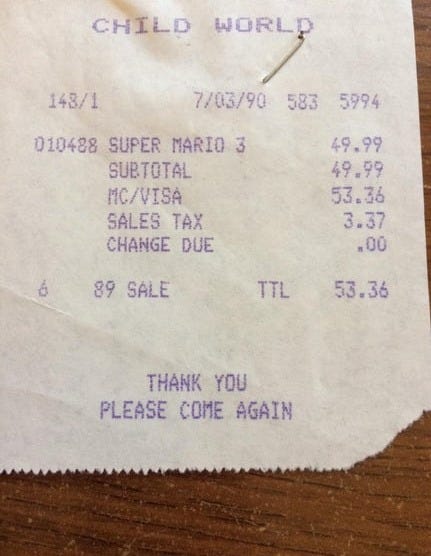 CHILD WORLD
148/1 7/03/90 583 5994
010488 SUPER MARIO 3 49.99
SUBTOTAL 49.99
MC/VISA 53.36
SALES TAX 3.37
CHANGE DUE .00
6 89 SALE TTL 53.36
THANK YOU
PLEASE COME AGAIN